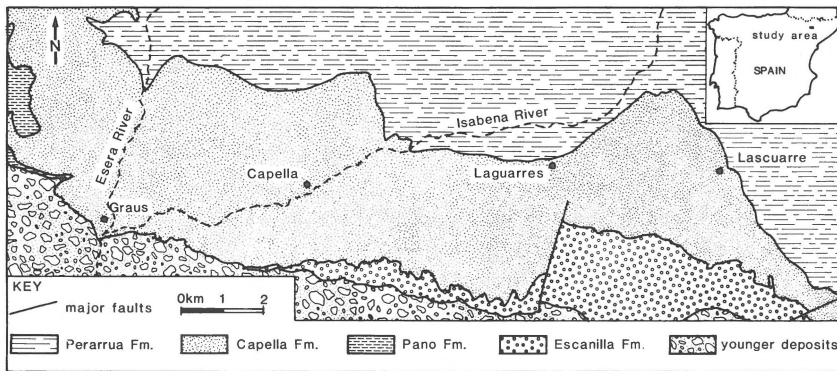 N
study area
SPAIN
Isabena River
Esera River
Lascuarre
Capella
Laguarres
Graus
KEY
major faults
0km 1 2
Perarrua Fm.
Capella Fm.
Pano Fm.
Escanilla Fm.
younger deposits